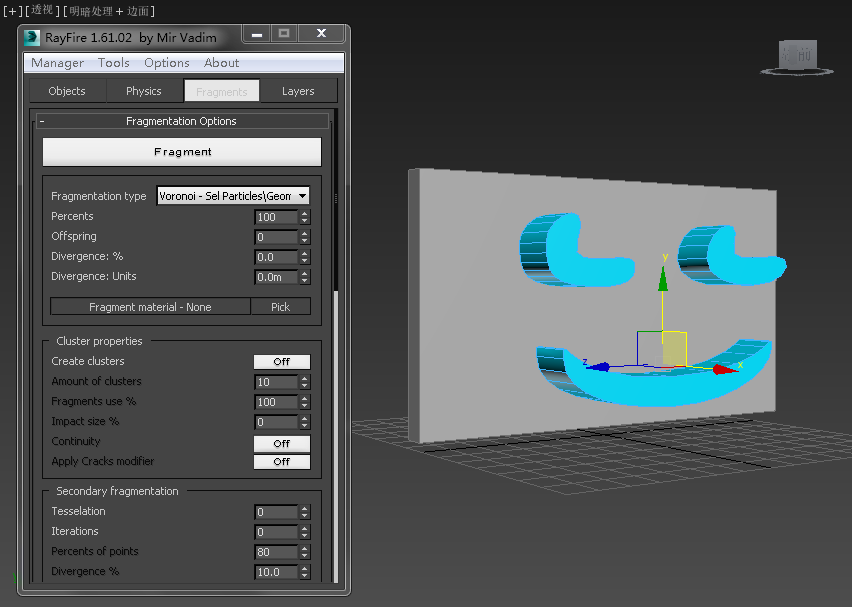 [+][透视][明暗处理+边面]
RayFire 1.61.02 by Mir Vadim
Manager Tools Options About
Objects Physics Fragments Layers
- Fragmentation Options
Fragment
Fragmentation type Voronoi - Sel Particles\Geom
Percents 100
Offspring 0
Divergence: % 0.0
Divergence: Units 0.0m
Fragment material - None Pick
Cluster properties
Create clusters Off
Amount of clusters 10
Fragments use % 100
Impact size % 0
Continuity Off
Apply Cracks modifier Off
Secondary fragmentation
Tesselation 0
Iterations 0
Percents of points 80
Divergence % 10.0
y
z
x